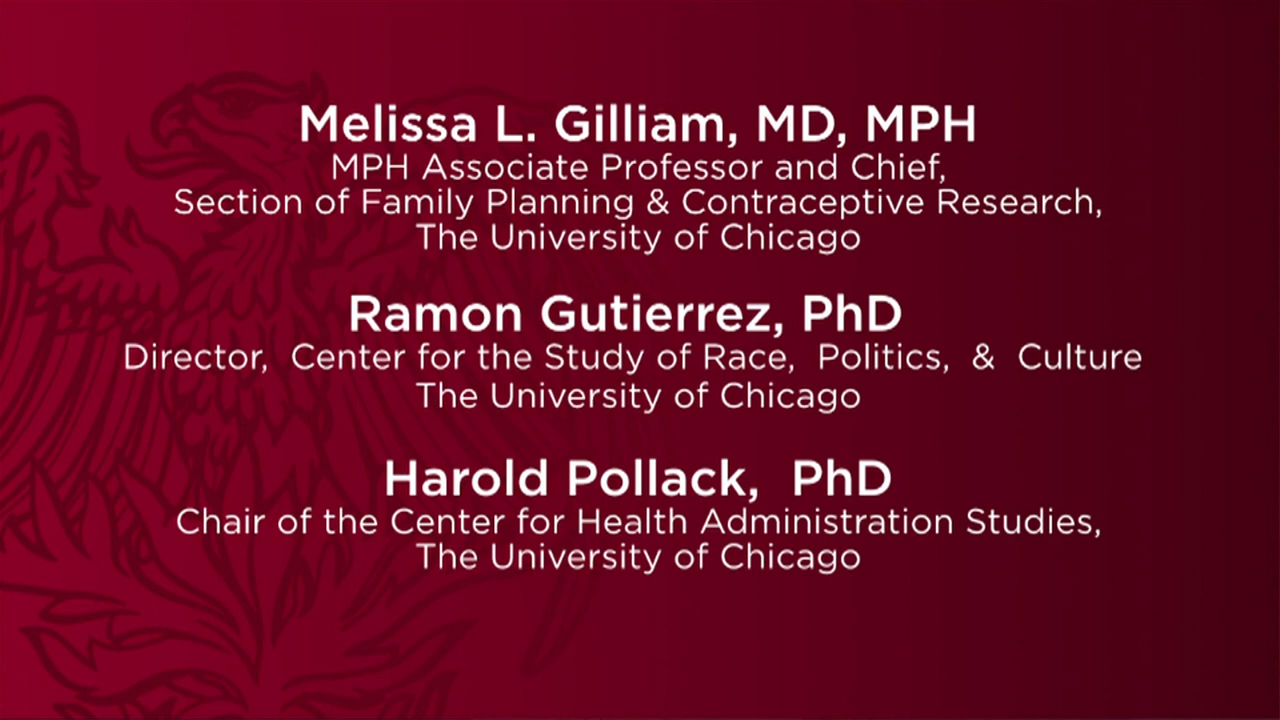 Melissa L. Gilliam, MD, MPH
MPH Associate Professor and Chief,
Section of Family Planning & Contraceptive Research,
The University of Chicago
Ramon Gutierrez, PhD
Director, Center for the Study of Race, Politics, & Culture
The University of Chicago
Harold Pollack, PhD
Chair of the Center for Health Administration Studies,
The University of Chicago